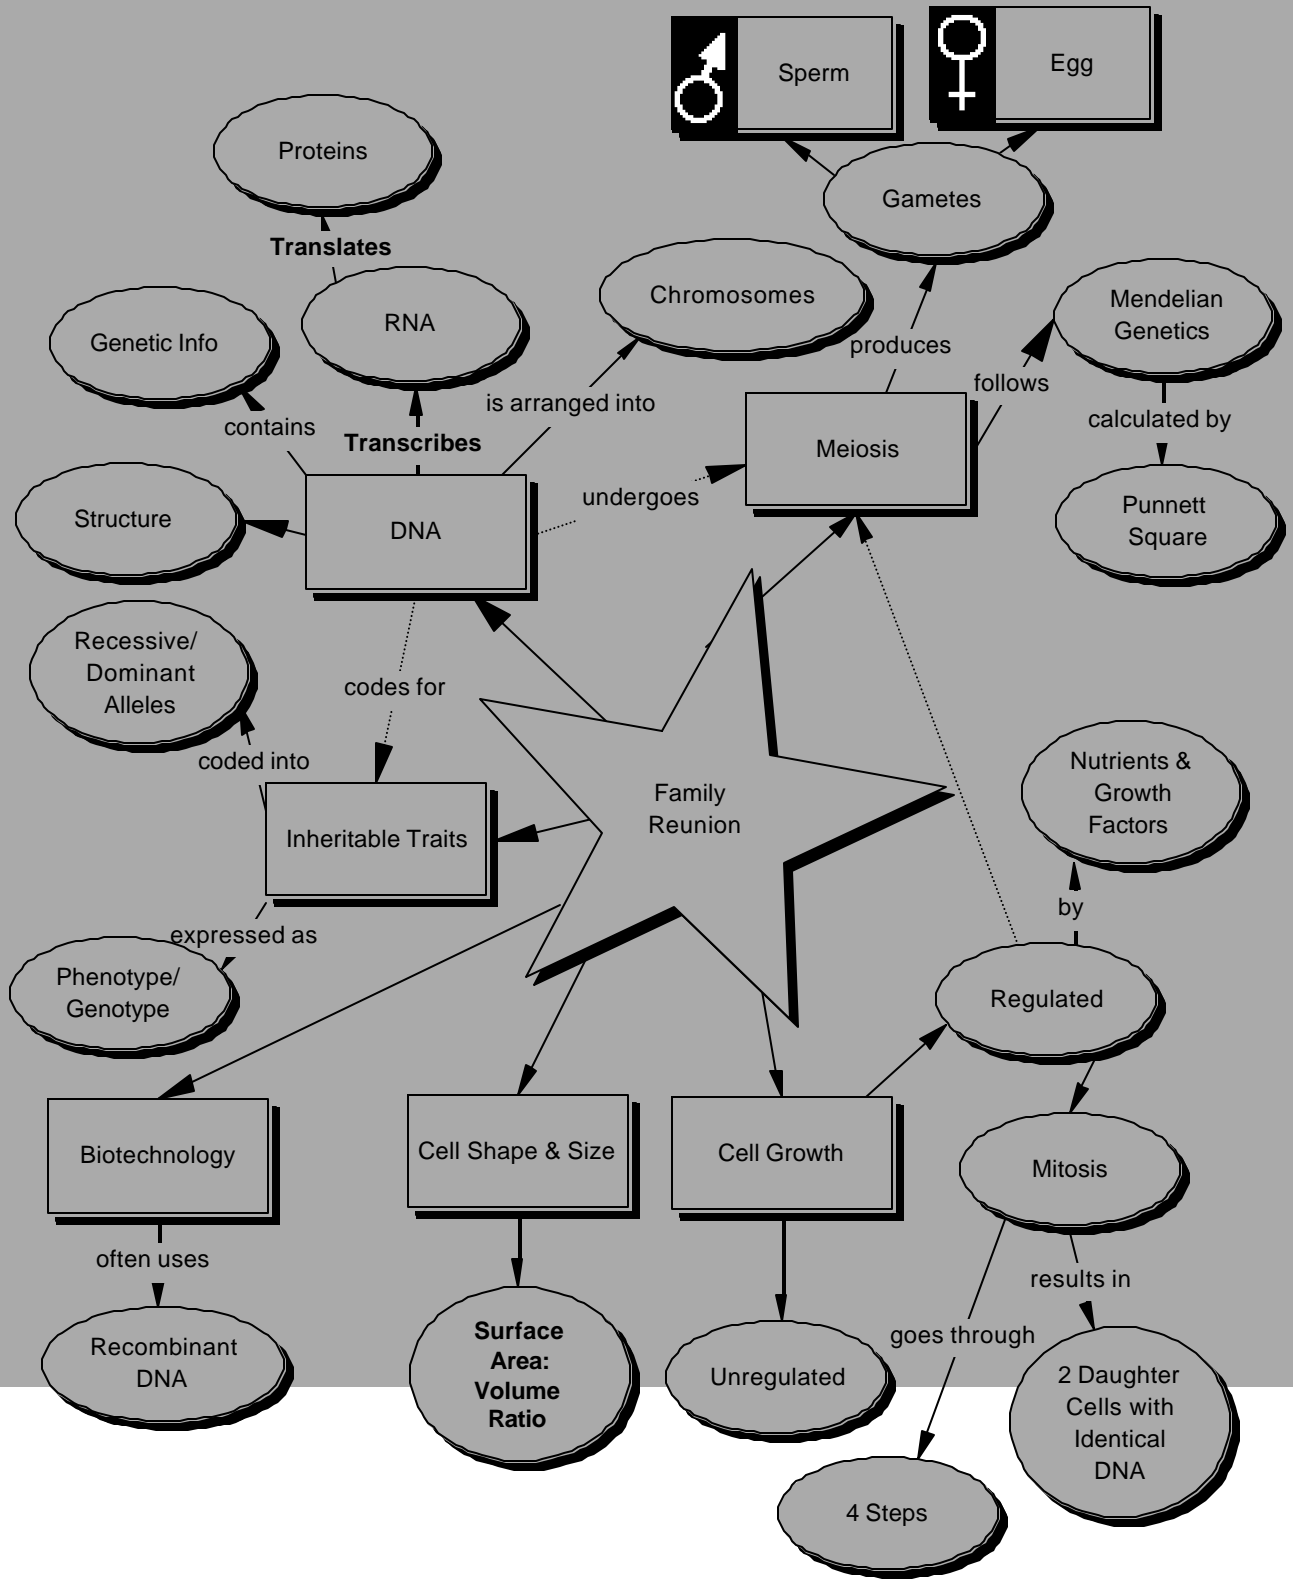 Sperm
Egg
Proteins
Gametes
Translates
Chromosomes
Mendelian
Genetics
RNA
Genetic Info
produces
follows
is arranged into
contains
Transcribes
calculated by
Meiosis
undergoes
Punnett
Square
Structure
DNA
Recessive/
Dominant
Alleles
codes for
coded into
Family
Reunion
Nutrients &
Growth
Factors
Inheritable Traits
by
expressed as
Phenotype/
Genotype
Regulated
Biotechnology
Cell Shape & Size
Cell Growth
Mitosis
often uses
results in
goes through
Recombinant
DNA
Surface
Area:
Volume
Ratio
Unregulated
2 Daughter
Cells with
Identical
DNA
4 Steps